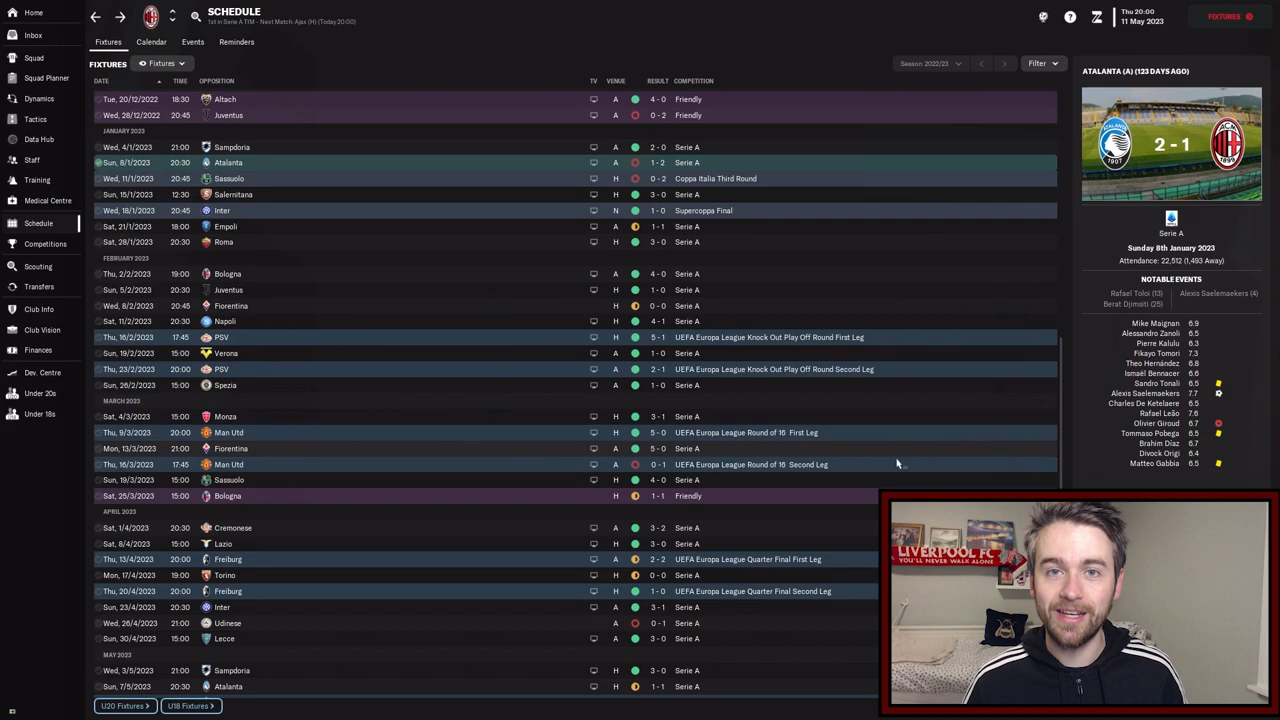 Home
SCHEDULE
1st in Serie A TIM - Next Match: Ajax (H) (Today 20:00)
Thu 20:00
11 May 2023
FIXTURES
Inbox
Squad
Squad Planner
Dynamics
Tactics
Data Hub
Staff
Training
Medical Centre
Schedule
Competitions
Scouting
Transfers
Club Info
Club Vision
Finances
Dev. Centre
Under 20s
Under 18s
Fixtures Calendar Events Reminders
FIXTURES Fixtures Season 2022/23 Filter
DATE TIME OPPOSITION TV VENUE RESULT COMPETITION
Tue, 20/12/2022 18:30 Altach A 4 - 0 Friendly
Wed, 28/12/2022 20:45 Juventus A 0 - 2 Friendly
JANUARY 2023
Wed, 4/1/2023 21:00 Sampdoria A 2 - 0 Serie A
Sun, 8/1/2023 20:30 Atalanta A 1 - 2 Serie A
Wed, 11/1/2023 20:45 Sassuolo H 0 - 2 Coppa Italia Third Round
Sun, 15/1/2023 12:30 Salernitana H 3 - 0 Serie A
Wed, 18/1/2023 20:45 Inter N 1 - 0 Supercoppa Final
Sat, 21/1/2023 18:00 Empoli A 1 - 1 Serie A
Sat, 28/1/2023 20:30 Roma H 3 - 0 Serie A
FEBRUARY 2023
Thu, 2/2/2023 19:00 Bologna A 4 - 0 Serie A
Sun, 5/2/2023 20:30 Juventus H 1 - 0 Serie A
Wed, 8/2/2023 20:45 Fiorentina H 0 - 0 Serie A
Sat, 11/2/2023 20:30 Napoli H 4 - 1 Serie A
Thu, 16/2/2023 17:45 PSV H 5 - 1 UEFA Europa League Knock Out Play Off Round First Leg
Sun, 19/2/2023 15:00 Verona A 1 - 0 Serie A
Thu, 23/2/2023 20:00 PSV A 2 - 1 UEFA Europa League Knock Out Play Off Round Second Leg
Sun, 26/2/2023 15:00 Spezia A 1 - 0 Serie A
MARCH 2023
Sat, 4/3/2023 15:00 Monza H 3 - 1 Serie A
Thu, 9/3/2023 20:00 Man Utd H 5 - 0 UEFA Europa League Round of 16 First Leg
Mon, 13/3/2023 21:00 Fiorentina A 5 - 0 Serie A
Thu, 16/3/2023 17:45 Man Utd A 0 - 1 UEFA Europa League Round of 16 Second Leg
Sun, 19/3/2023 15:00 Sassuolo H 4 - 0 Serie A
Sat, 25/3/2023 15:00 Bologna H 1 - 1 Friendly
APRIL 2023
Sat, 1/4/2023 20:30 Cremonese A 3 - 2 Serie A
Sat, 8/4/2023 15:00 Lazio H 3 - 0 Serie A
Thu, 13/4/2023 20:00 Freiburg A 2 - 2 UEFA Europa League Quarter Final First Leg
Mon, 17/4/2023 19:00 Torino H 0 - 0 Serie A
Thu, 20/4/2023 20:00 Freiburg H 1 - 0 UEFA Europa League Quarter Final Second Leg
Sun, 23/4/2023 20:30 Inter A 3 - 1 Serie A
Wed, 26/4/2023 20:45 Udinese A 0 - 1 Serie A
Sun, 30/4/2023 15:00 Lecce A 3 - 0 Serie A
MAY 2023
Wed, 3/5/2023 21:00 Sampdoria H 3 - 0 Serie A
Sun, 7/5/2023 20:30 Atalanta H 1 - 1 Serie A
U20 Fixtures > U18 Fixtures >
ATALANTA (A) (123 DAYS AGO)
ATALANTA
1907
2 - 1
ACM
1899
Serie A
Sunday 8th January 2023
Attendance: 22,512 (1,493 Away)
NOTABLE EVENTS
Rafael Toloi (13) Alexis Saelemaekers (4)
Berat Djimsiti (25)
Mike Maignan 6.9
Alessandro Zanoli 6.5
Pierre Kalulu 6.3
Fikayo Tomori 7.3
Theo Hernández 6.8
Ismaël Bennacer 6.6
Sandro Tonali 6.5
Alexis Saelemaekers 7.7
Charles De Ketelaere 6.5
Rafael Leão 7.6
Olivier Giroud 6.7
Tommaso Pobega 6.5
Brahim Díaz 6.7
Divock Origi 6.4
Matteo Gabbia 6.5
LIVERPOOL FC
YOU'LL NEVER WALK ALONE